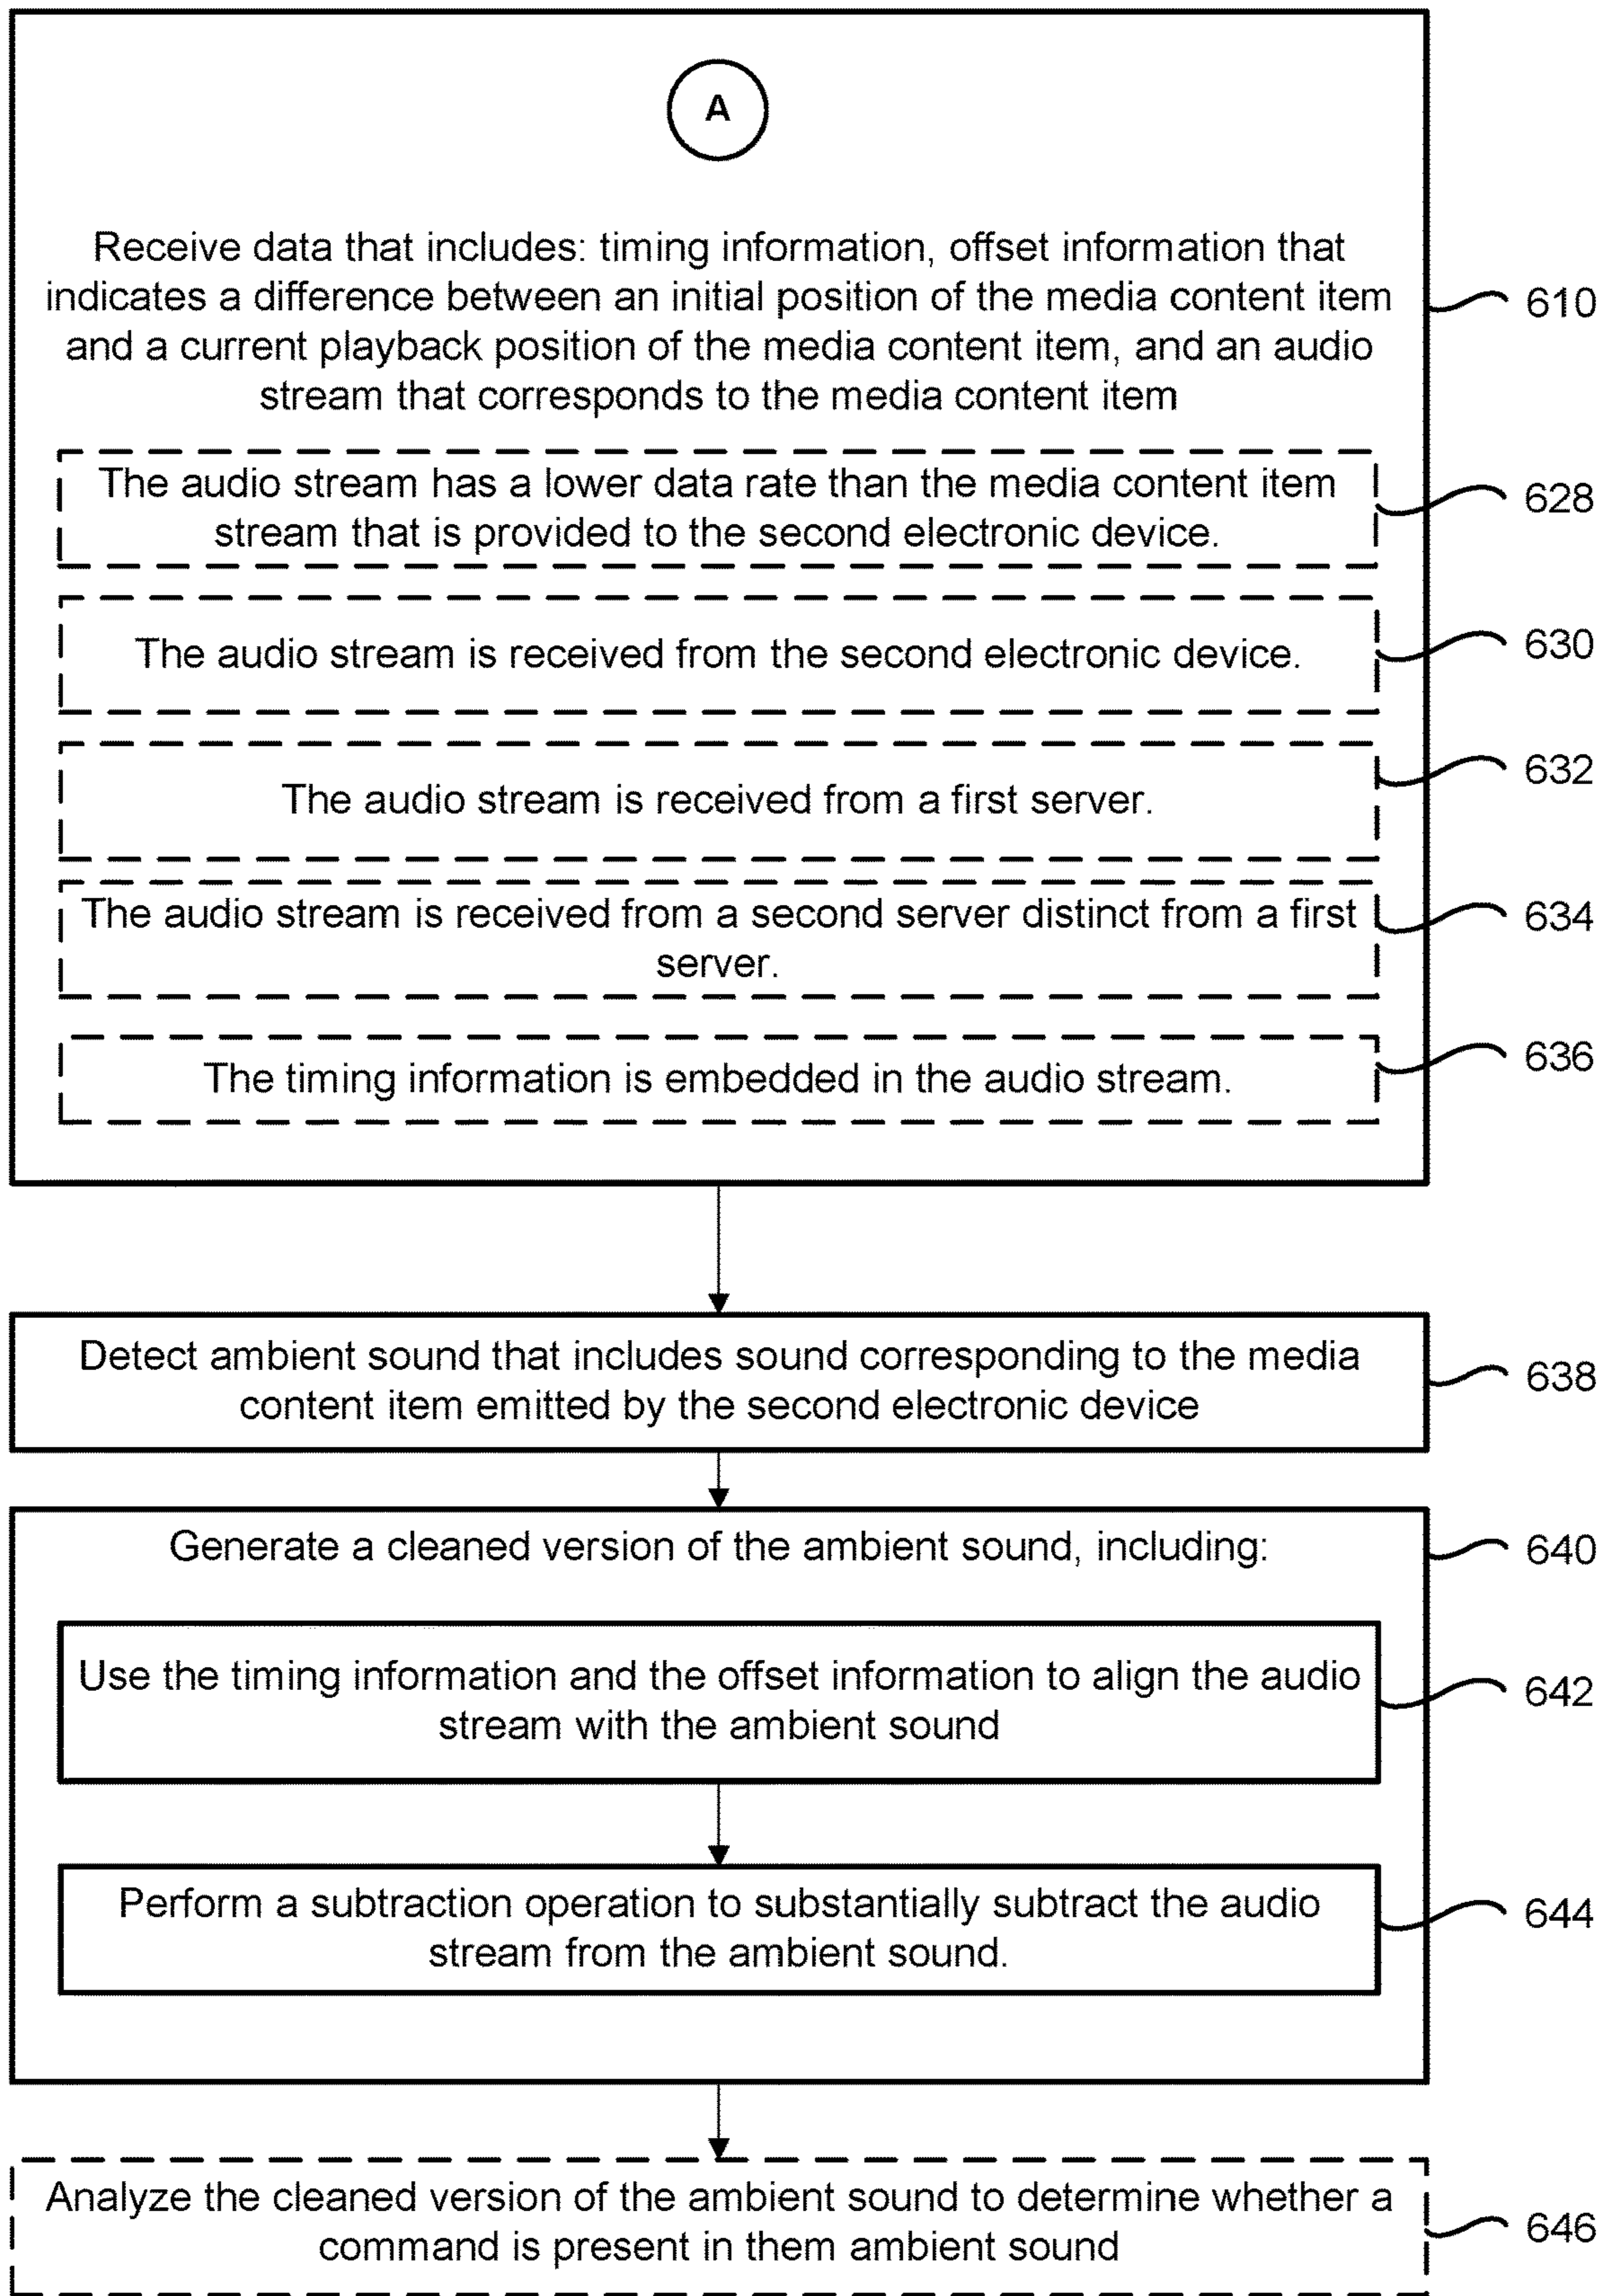 A
Receive data that includes: timing information, offset information that
indicates a difference between an initial position of the media content item
and a current playback position of the media content item, and an audio
stream that corresponds to the media content item
610
The audio stream has a lower data rate than the media content item
stream that is provided to the second electronic device.
628
The audio stream is received from the second electronic device.
630
The audio stream is received from a first server.
632
The audio stream is received from a second server distinct from a first
server.
634
The timing information is embedded in the audio stream.
636
Detect ambient sound that includes sound corresponding to the media
content item emitted by the second electronic device
638
Generate a cleaned version of the ambient sound, including:
640
Use the timing information and the offset information to align the audio
stream with the ambient sound
642
Perform a subtraction operation to substantially subtract the audio
stream from the ambient sound.
644
Analyze the cleaned version of the ambient sound to determine whether a
command is present in them ambient sound
646